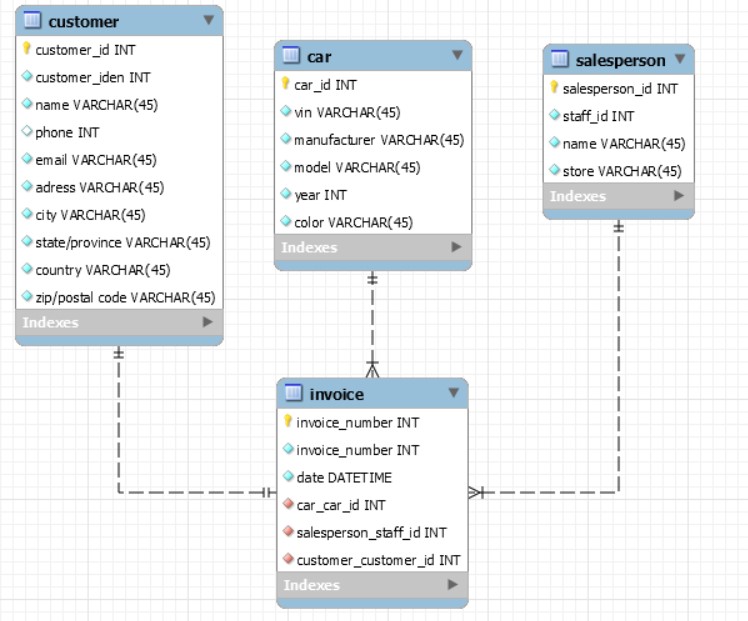 customer
customer_id INT
customer_iden INT
name VARCHAR(45)
phone INT
email VARCHAR(45)
adress VARCHAR(45)
city VARCHAR(45)
state/province VARCHAR(45)
country VARCHAR(45)
zip/postal code VARCHAR(45)
Indexes
car
car_id INT
vin VARCHAR(45)
manufacturer VARCHAR(45)
model VARCHAR(45)
year INT
color VARCHAR(45)
Indexes
salesperson
salesperson_id INT
staff_id INT
name VARCHAR(45)
store VARCHAR(45)
Indexes
invoice
invoice_number INT
invoice_number INT
date DATETIME
car_car_id INT
salesperson_staff_id INT
customer_customer_id INT
Indexes